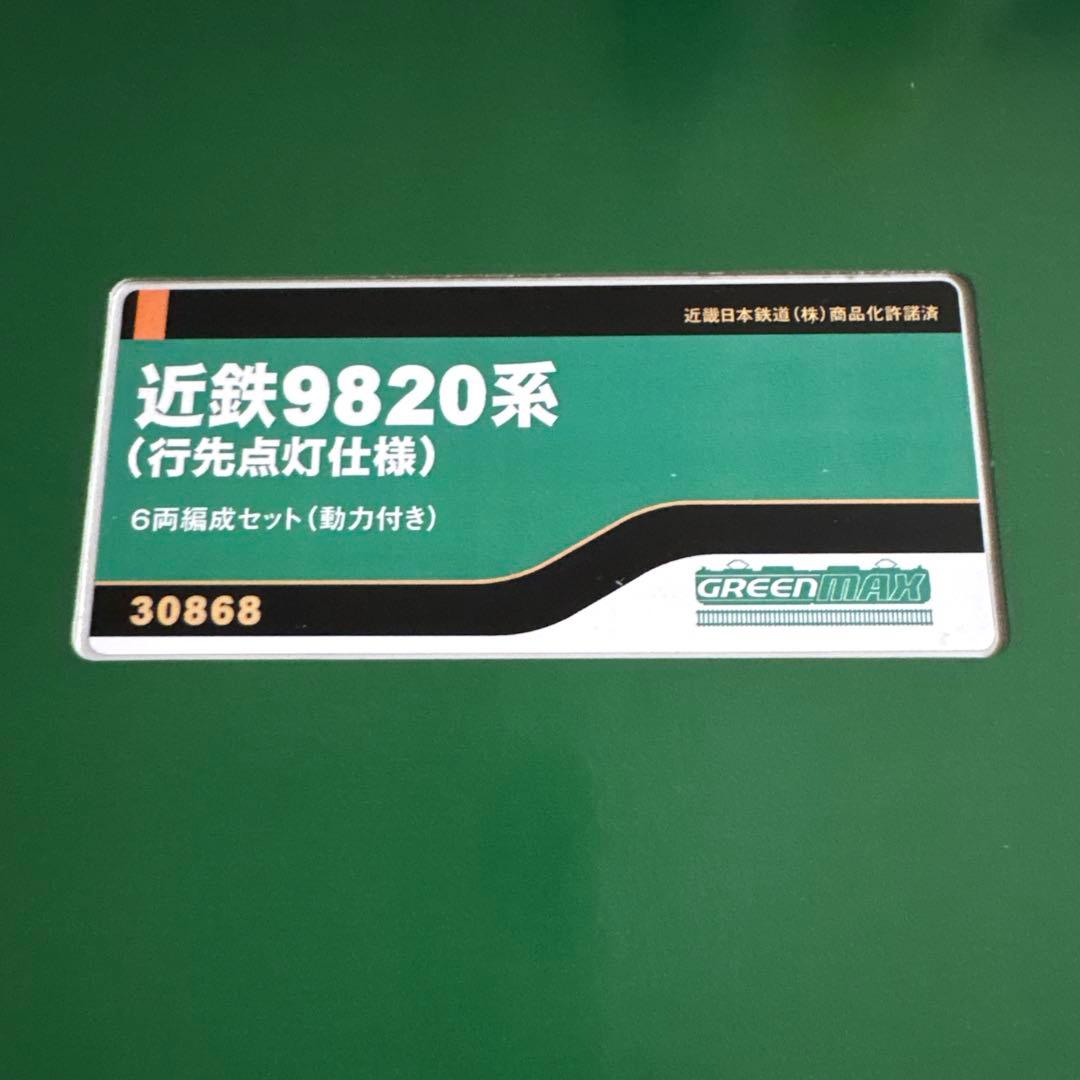 近畿日本鉄道(株)商品化許諾済
近鉄9820系
(行先点灯仕様)
6両編成セット(動力付き)
30868
GREENMAX